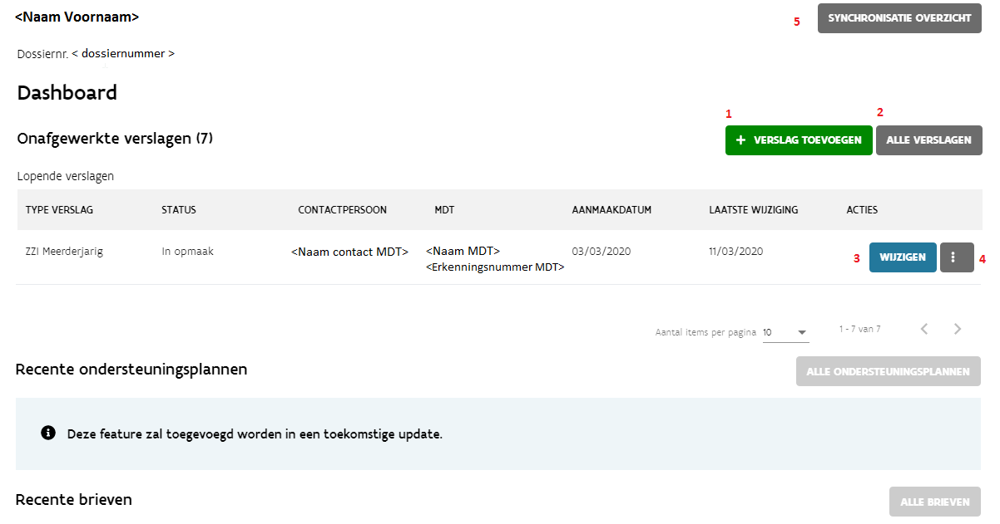 <Naam Voornaam>
5 SYNCHRONISATIE OVERZICHT
Dossiernr. < dossiernummer >
Dashboard
1 2
Onafgewerkte verslagen (7)
+ VERSLAG TOEVOEGEN ALLE VERSLAGEN
Lopende verslagen
TYPE VERSLAG STATUS CONTACTPERSOON MDT AANMAAKDATUM LAATSTE WIJZIGING ACTIES
ZZI Meerderjarig In opmaak <Naam contact MDT> <Naam MDT> 03/03/2020 11/03/2020
3 WIJZIGEN 4
<Erkenningsnummer MDT>
Aantal items per pagina 10 1 - 7 van 7
Recente ondersteuningsplannen
ALLE ONDERSTEUNINGSPLANNEN
Deze feature zal toegevoegd worden in een toekomstige update.
Recente brieven
ALLE BRIEVEN